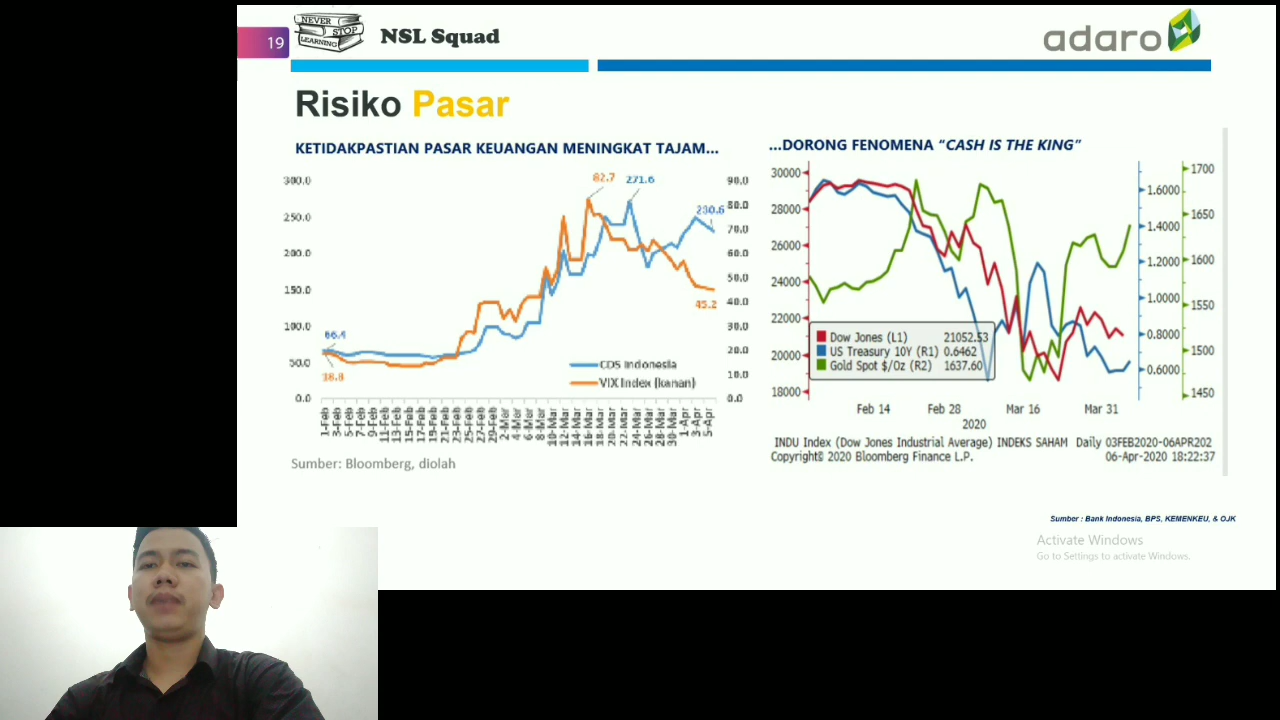 19
NEVER
STOP
LEARNING
NSL Squad
adaro
Risiko Pasar
KETIDAKPASTIAN PASAR KEUANGAN MENINGKAT TAJAM...
300.0
250.0
200.0
150.0
100.0
50.0
0.0
90.0
80.0
70.0
60.0
50.0
40.0
30.0
20.0
10.0
0.0
82.7
271.6
230.6
45.2
66.4
18.8
CDS Indonesia
VIX Index (kanan)
1-Feb
3-Feb
5-Feb
7-Feb
9-Feb
11-Feb
13-Feb
15-Feb
17-Feb
19-Feb
21-Feb
23-Feb
25-Feb
27-Feb
29-Feb
2-Mar
4-Mar
6-Mar
8-Mar
10-Mar
12-Mar
14-Mar
16-Mar
18-Mar
20-Mar
22-Mar
24-Mar
26-Mar
28-Mar
30-Mar
1-Apr
3-Apr
5-Apr
Sumber: Bloomberg, diolah
...DORONG FENOMENA “CASH IS THE KING”
30000
28000
26000
24000
22000
20000
18000
1.6000
1.4000
1.2000
1.0000
0.8000
0.6000
1700
1650
1600
1550
1500
1450
Dow Jones (L1) 21052.53
US Treasury 10Y (R1) 0.6462
Gold Spot $/Oz (R2) 1637.60
Feb 14 Feb 28 Mar 16 Mar 31
2020
INDU Index (Dow Jones Industrial Average) INDEKS SAHAM Daily 03FEB2020-06APR202
Copyright© 2020 Bloomberg Finance L.P. 06-Apr-2020 18:22:37
Sumber : Bank Indonesia, BPS, KEMENKEU, & OJK
Activate Windows
Go to Settings to activate Windows.